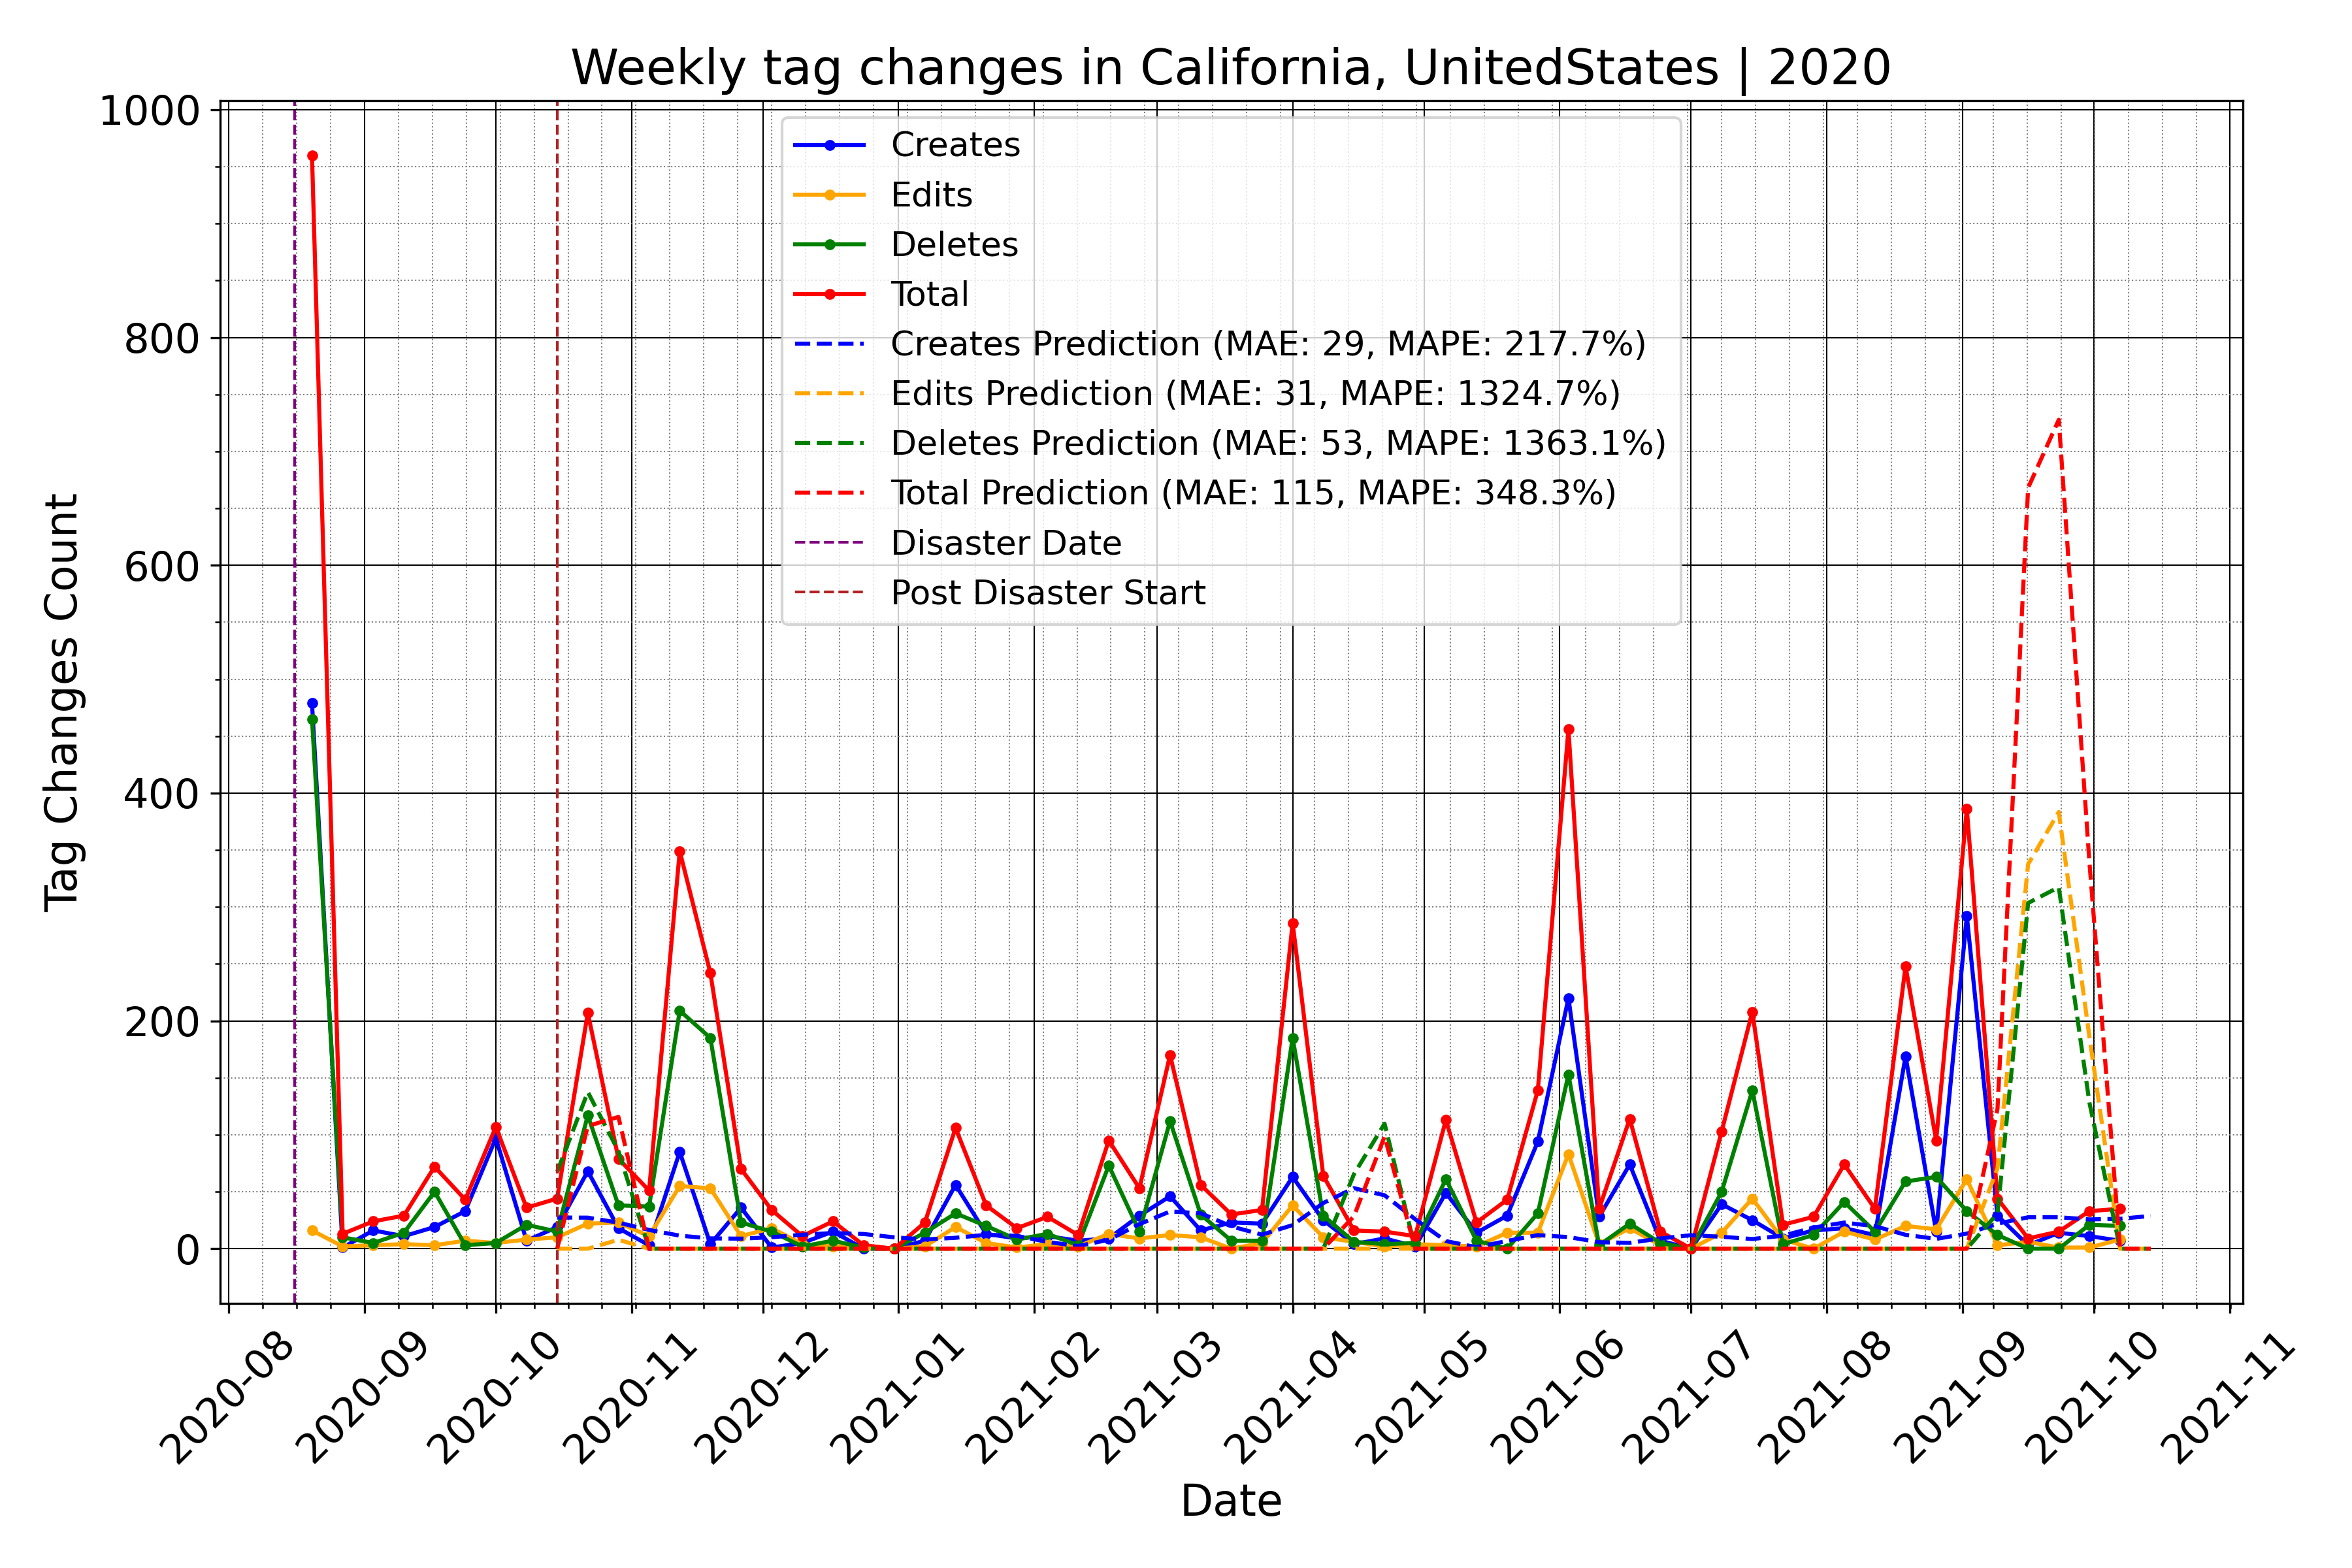 Weekly tag changes in California, UnitedStates | 2020
1000
800
600
400
200
0
Tag Changes Count
Creates
Edits
Deletes
Total
Creates Prediction (MAE: 29, MAPE: 217.7%)
Edits Prediction (MAE: 31, MAPE: 1324.7%)
Deletes Prediction (MAE: 53, MAPE: 1363.1%)
Total Prediction (MAE: 115, MAPE: 348.3%)
Disaster Date
Post Disaster Start
2020-08
2020-09
2020-10
2020-11
2020-12
2021-01
2021-02
2021-03
2021-04
2021-05
2021-06
2021-07
2021-08
2021-09
2021-10
2021-11
Date